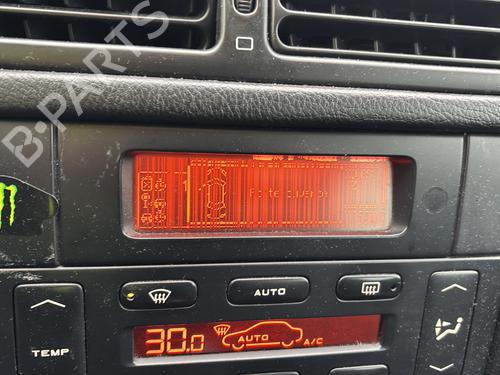 B-PARTS
Porte ouverte
AUTO
30.0
AUTO
A/C
TEMP